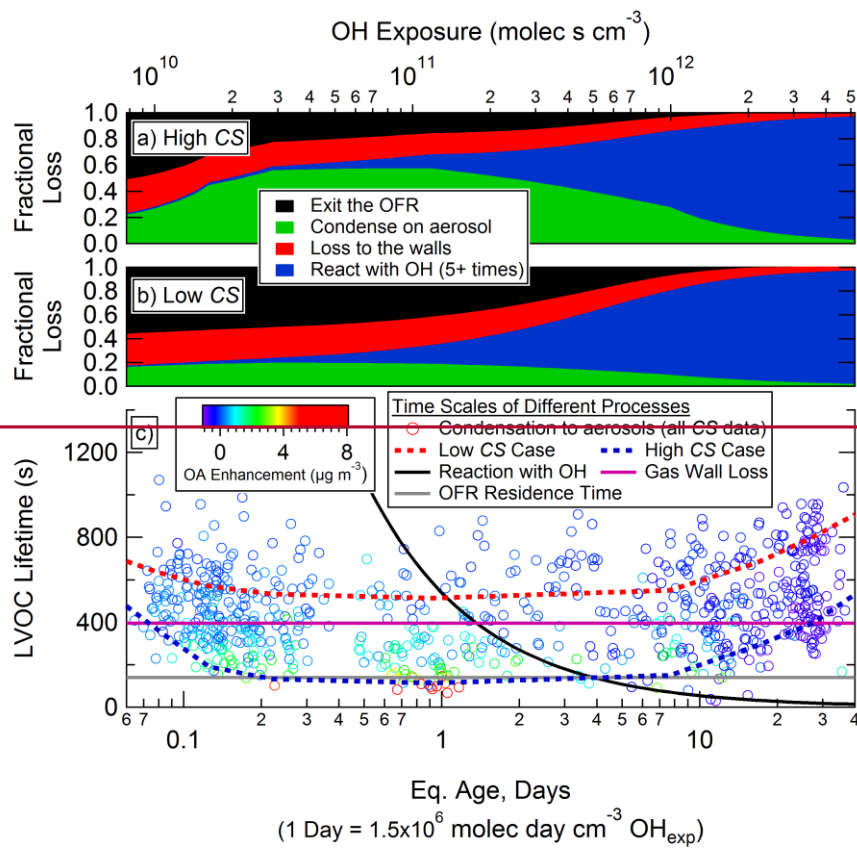 OH Exposure (molec s cm⁻³)
10¹⁰ 10¹¹ 10¹²
2 3 4 5 6 7 2 3 4 5 6 7 2 3 4 5
Fractional Loss
1.0
0.8
0.6
0.4
0.2
0.0
a) High CS
Exit the OFR
Condense on aerosol
Loss to the walls
React with OH (5+ times)
Fractional Loss
1.0
0.8
0.6
0.4
0.2
0.0
b) Low CS
c)
0 4 8
OA Enhancement (µg m⁻³)
Time Scales of Different Processes
Condensation to aerosols (all CS data)
Low CS Case High CS Case
Reaction with OH Gas Wall Loss
OFR Residence Time
LVOC Lifetime (s)
1200
800
400
0
6 7 2 3 4 5 6 7 2 3 4 5 6 7 2 3 4
0.1 1 10
Eq. Age, Days
(1 Day = 1.5x10⁶ molec day cm⁻³ OHₑₓₚ)